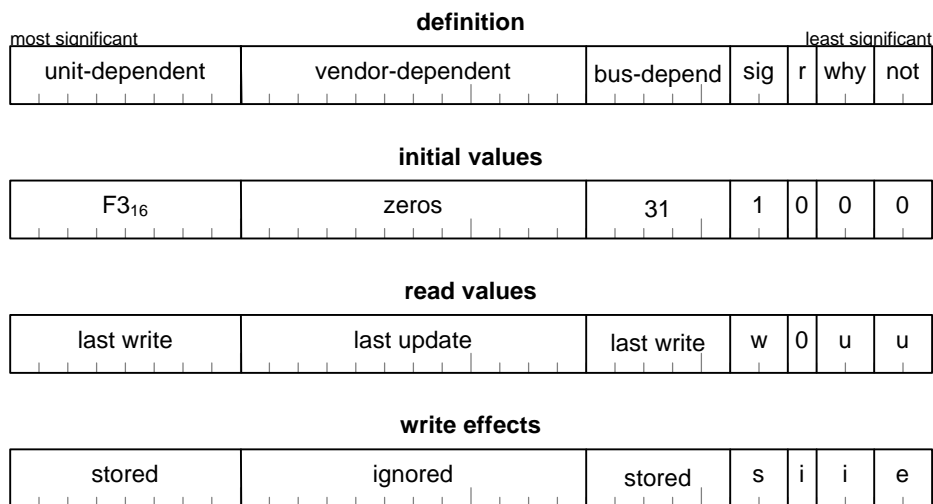 definition
most significant least significant
unit-dependent vendor-dependent bus-depend sig r why not
initial values
F3₁₆ zeros 31 1 0 0 0
read values
last write last update last write w 0 u u
write effects
stored ignored stored s i i e